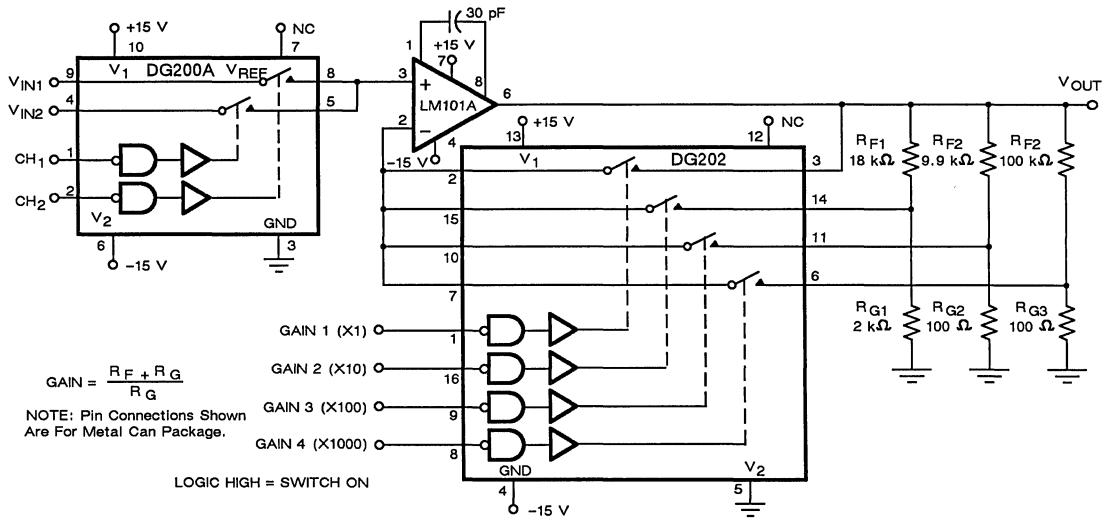 +15 V
10
NC
7
30 pF
V1
DG200A
VREF
VIN1
9
8
VIN2
4
5
CH1
1
CH2
2
V2
GND
6
3
-15 V
1
+15 V
7
3
+
8
LM101A
6
2
−
4
-15 V
VOUT
+15 V
13
NC
12
V1
DG202
3
2
RF1
18 kΩ
RF2
9.9 kΩ
RF2
100 kΩ
15
14
10
11
7
6
RG1
2 kΩ
RG2
100 Ω
RG3
100 Ω
GAIN 1 (X1)
1
GAIN 2 (X10)
16
GAIN 3 (X100)
9
GAIN 4 (X1000)
8
GND
V2
4
5
-15 V
GAIN = RF + RG
RG
NOTE: Pin Connections Shown
Are For Metal Can Package.
LOGIC HIGH = SWITCH ON